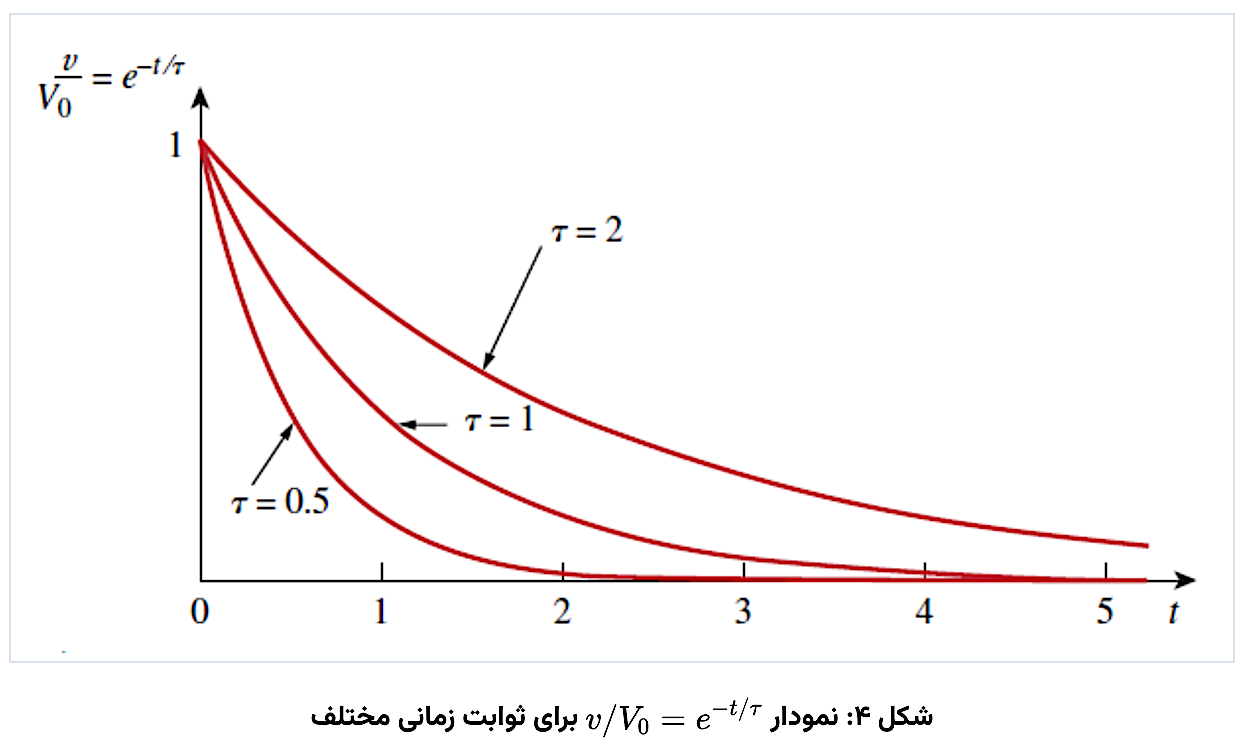 v/V₀ = e^{−t/τ}
1
τ = 2
τ = 1
τ = 0.5
0 1 2 3 4 5 t
شکل ۴: نمودار v/V₀ = e^{−t/τ} برای ثوابت زمانی مختلف